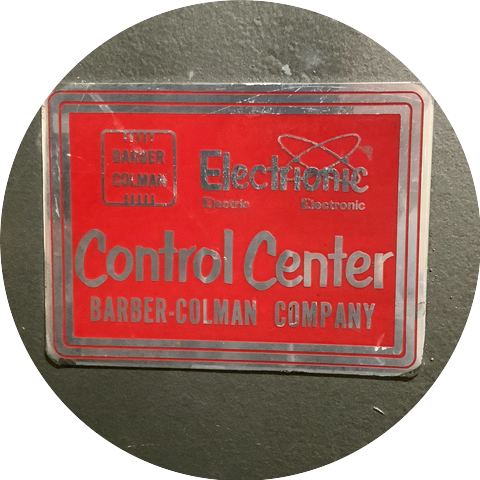 BARBER
COLMAN
Electrionic
Electric Electronic
Control Center
BARBER-COLMAN COMPANY